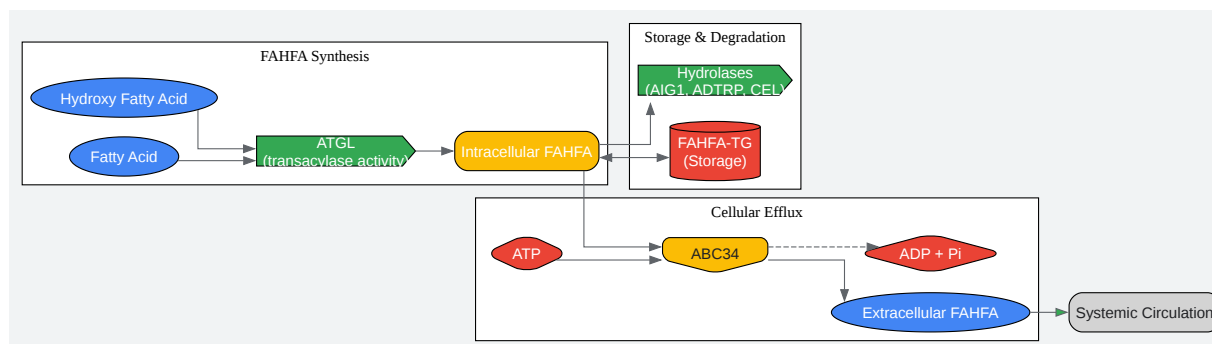 FAHFA Synthesis
Hydroxy Fatty Acid
Fatty Acid
ATGL
(transacylase activity)
Intracellular FAHFA
Storage & Degradation
Hydrolases
(AIG1, ADTRP, CEL)
FAHFA-TG
(Storage)
Cellular Efflux
ATP
ABC34
ADP + Pi
Extracellular FAHFA
Systemic Circulation